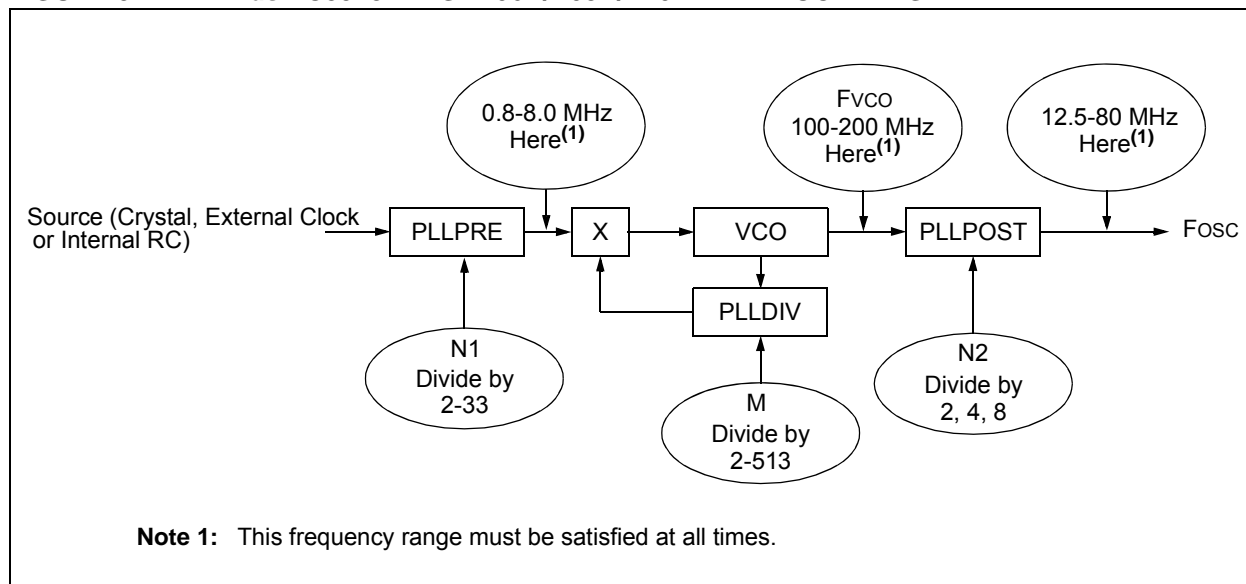 0.8-8.0 MHz
Here(1)
FVCO
100-200 MHz
Here(1)
12.5-80 MHz
Here(1)
Source (Crystal, External Clock
or Internal RC)
PLLPRE
X
VCO
PLLPOST
FOSC
PLLDIV
N1
Divide by
2-33
M
Divide by
2-513
N2
Divide by
2, 4, 8
Note 1: This frequency range must be satisfied at all times.